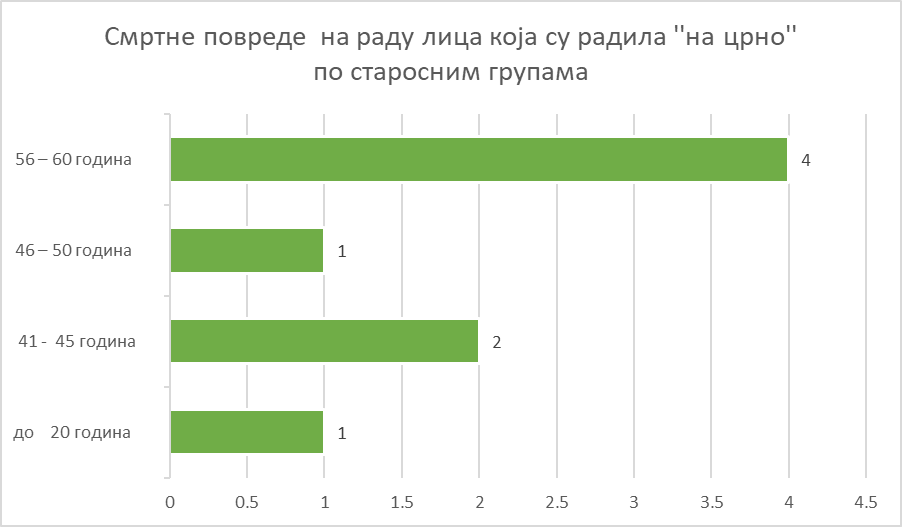 Смртне повреде  на раду лица која су радила "на црно"
по старосним групама
56 – 60 година
4
46 – 50 година
1
41 -  45 година
2
до    20 година
1
0 0.5 1 1.5 2 2.5 3 3.5 4 4.5